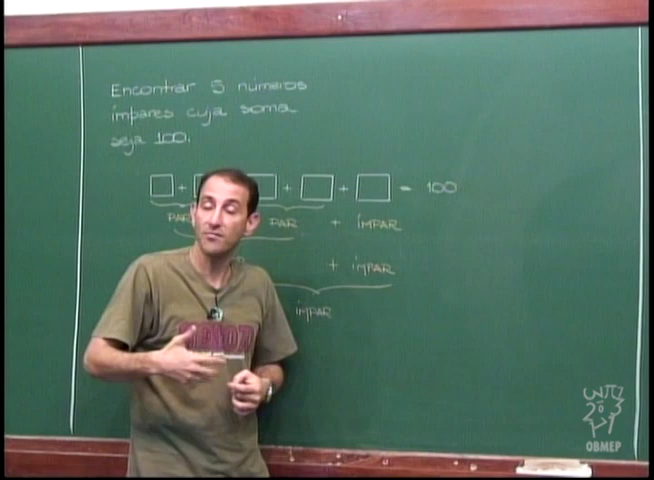 Encontrar 5 números
ímpares cuja soma
seja 100.
+ + + = 100
PAR PAR + ÍMPAR
+ ÍMPAR
ÍMPAR
OBMEP